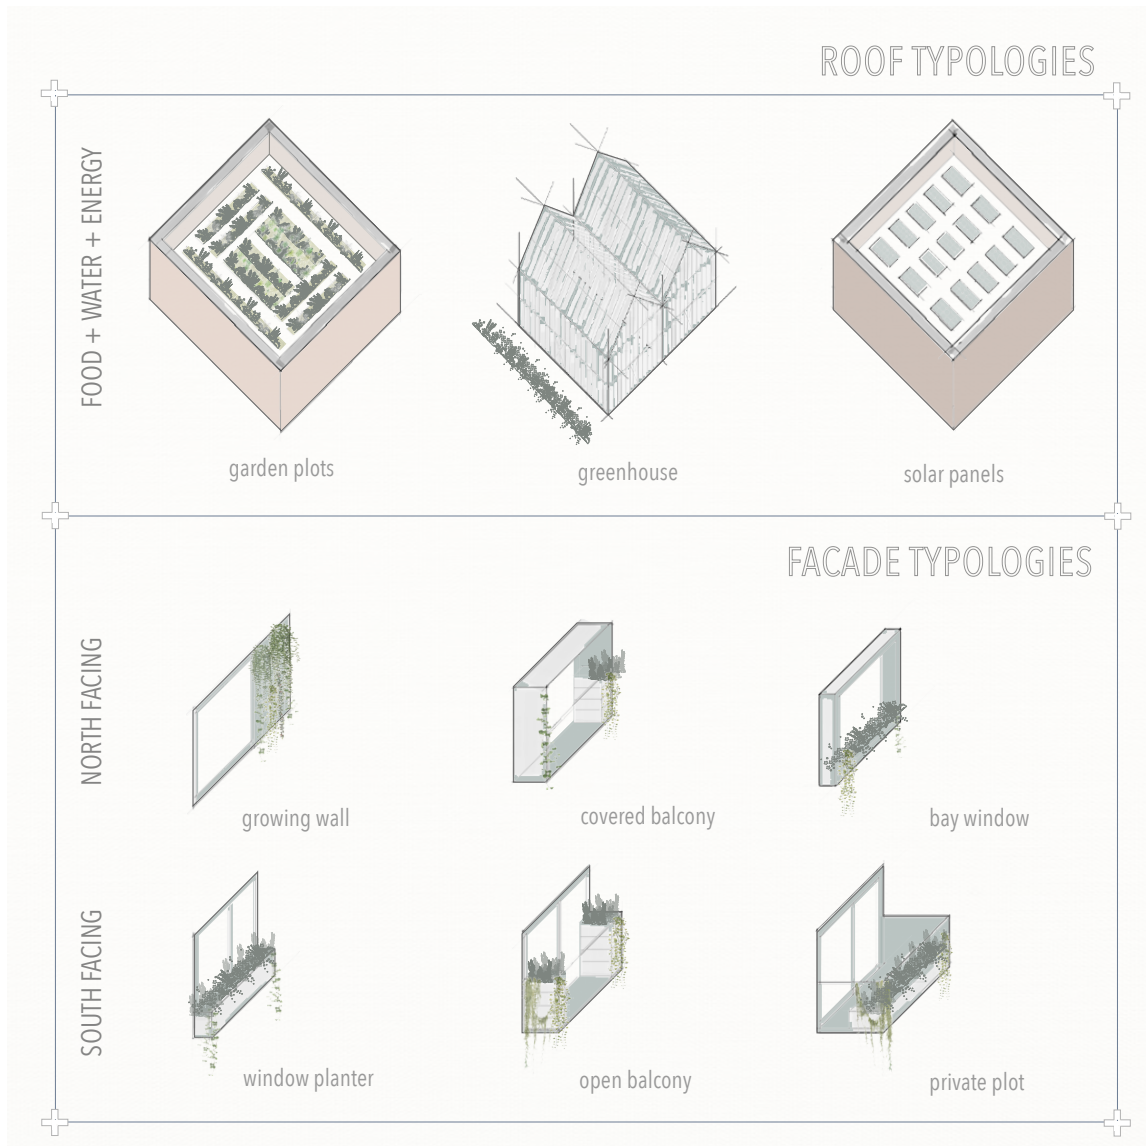 ROOF TYPOLOGIES
FOOD + WATER + ENERGY
garden plots
greenhouse
solar panels
FACADE TYPOLOGIES
NORTH FACING
growing wall
covered balcony
bay window
SOUTH FACING
window planter
open balcony
private plot